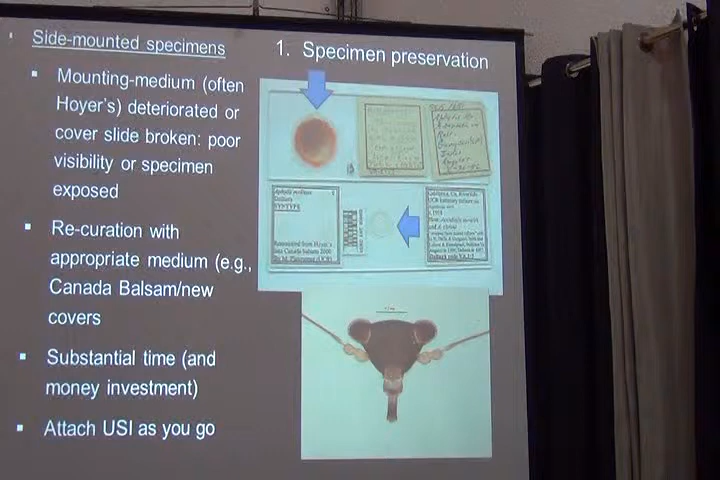 Side-mounted specimens
1. Specimen preservation
Mounting-medium (often
Hoyer's) deteriorated or
cover slide broken: poor
visibility or specimen
exposed
Re-curation with
appropriate medium (e.g.,
Canada Balsam/new
covers
Substantial time (and
money investment)
Attach USI as you go